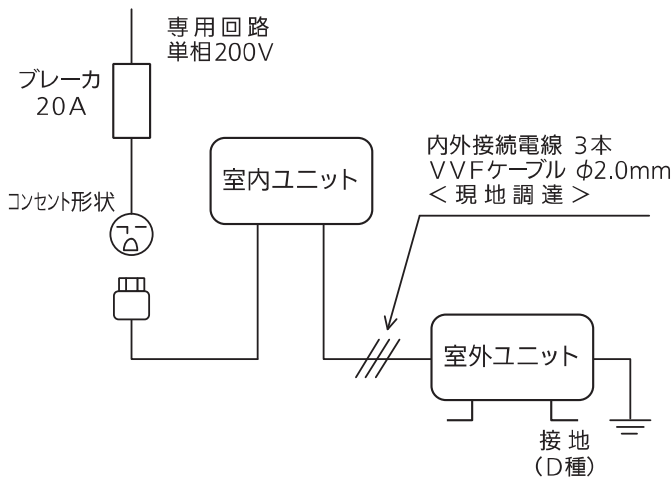 専用回路
単相200V
ブレーカ
20A
コンセント形状
室内ユニット
内外接続電線 3本
VVFケーブル φ2.0mm
<現地調達>
室外ユニット
接地
(D種)